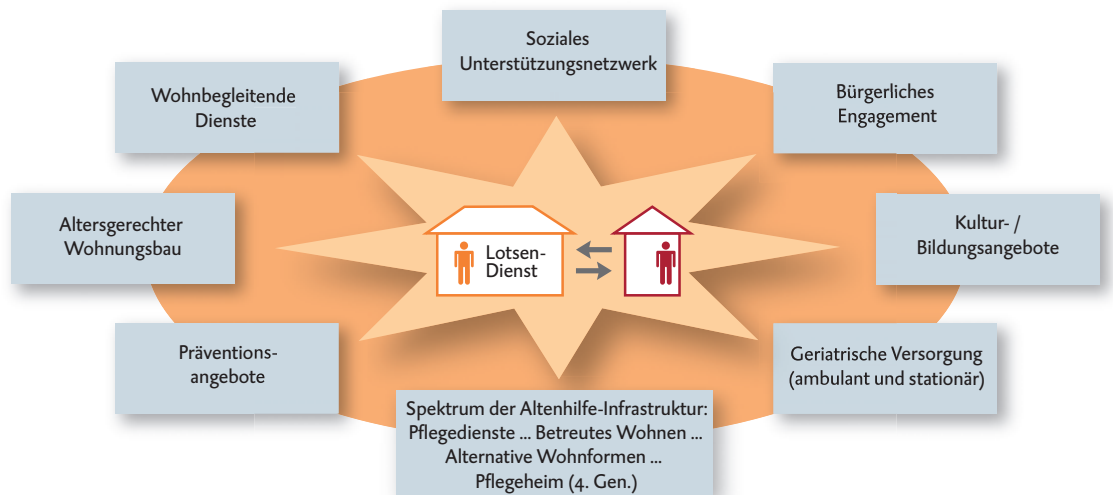 Soziales
Unterstützungsnetzwerk
Wohnbegleitende
Dienste
Bürgerliches
Engagement
Altersgerechter
Wohnungsbau
Lotsen-
Dienst
Kultur- /
Bildungsangebote
Präventions-
angebote
Geriatrische Versorgung
(ambulant und stationär)
Spektrum der Altenhilfe-Infrastruktur:
Pflegedienste ... Betreutes Wohnen ...
Alternative Wohnformen ...
Pflegeheim (4. Gen.)